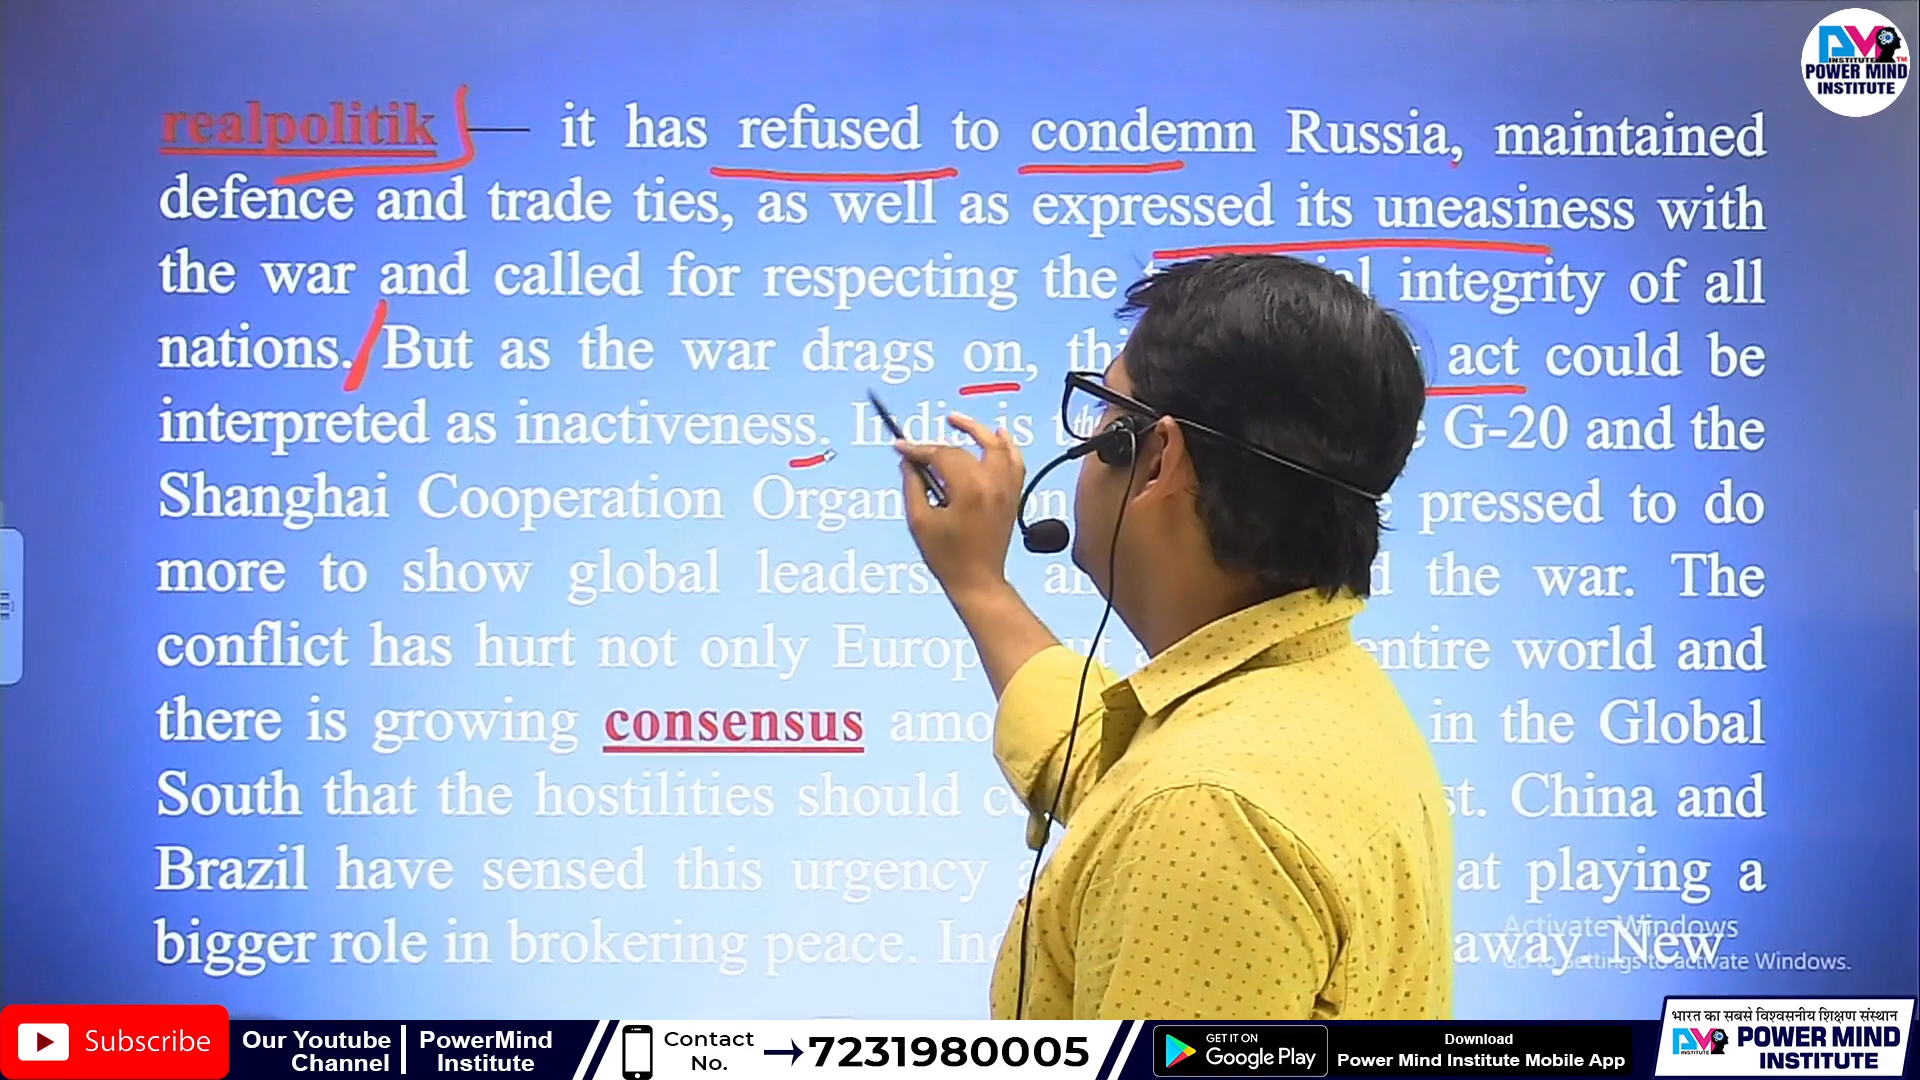 realpolitik — it has refused to condemn Russia, maintained
defence and trade ties, as well as expressed its uneasiness with
the war and called for respecting the integrity of all
nations. But as the war drags on, act could be
interpreted as inactiveness. India is G-20 and the
Shanghai Cooperation pressed to do
more to show global the war. The
conflict has hurt not only entire world and
there is growing consensus in the Global
South that the hostilities should China and
Brazil have sensed this urgency at playing a
bigger role in brokering peace. away. New
Activate Windows
Go to Settings to activate Windows.
PM
INSTITUTE
TM
POWER MIND
INSTITUTE
Subscribe
Our Youtube
Channel
PowerMind
Institute
Contact
No.
→7231980005
GET IT ON
Google Play
Download
Power Mind Institute Mobile App
भारत का सबसे विश्वसनीय शिक्षण संस्थान
PM
INSTITUTE
POWER MIND
INSTITUTE